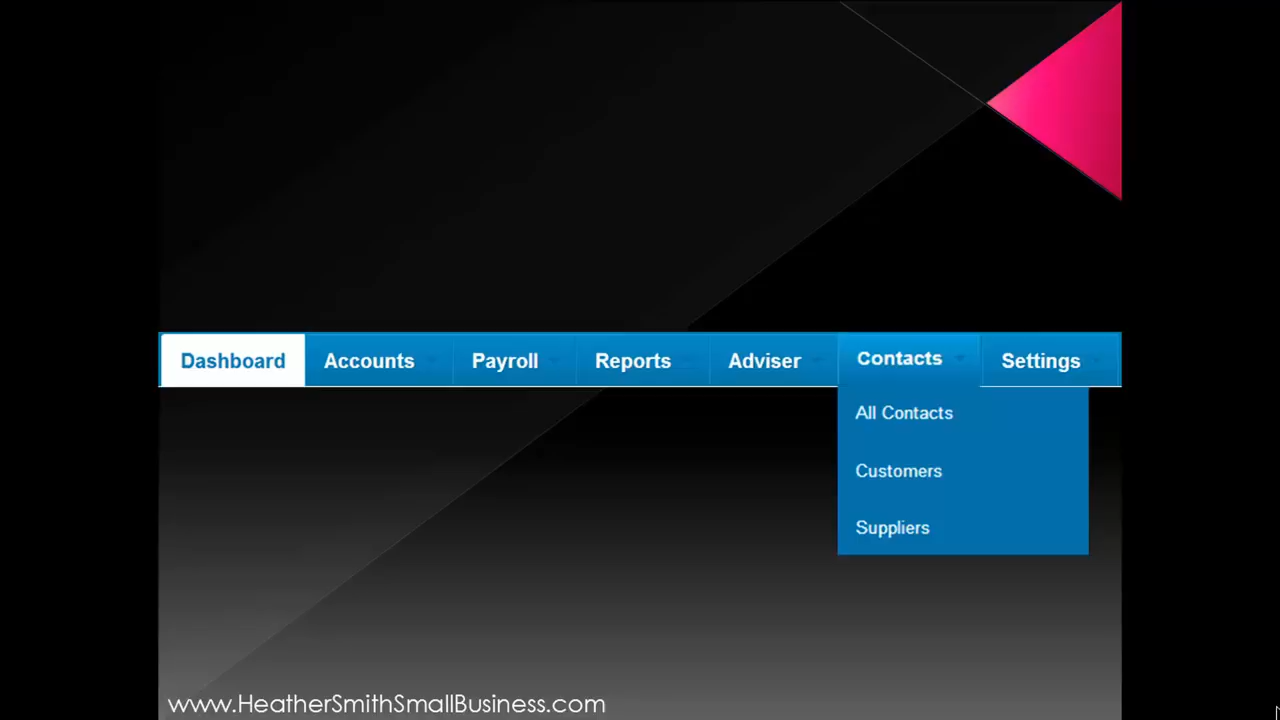 Dashboard Accounts Payroll Reports Adviser Contacts Settings
All Contacts
Customers
Suppliers
www.HeatherSmithSmallBusiness.com